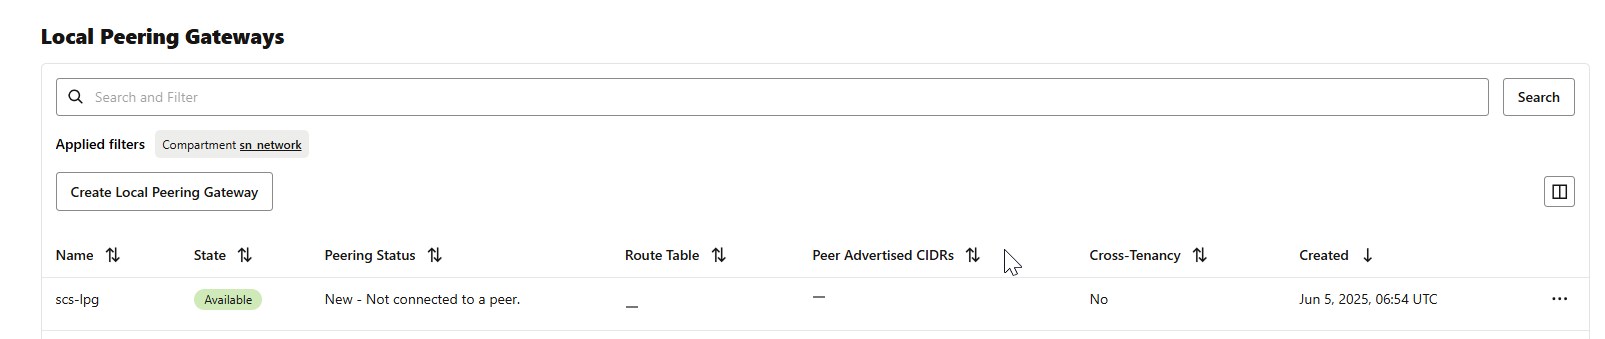 Local Peering Gateways
Search and Filter
Search
Applied filters Compartment sn_network
Create Local Peering Gateway
Name State Peering Status Route Table Peer Advertised CIDRs Cross-Tenancy Created
scs-lpg Available New - Not connected to a peer. — — No Jun 5, 2025, 06:54 UTC